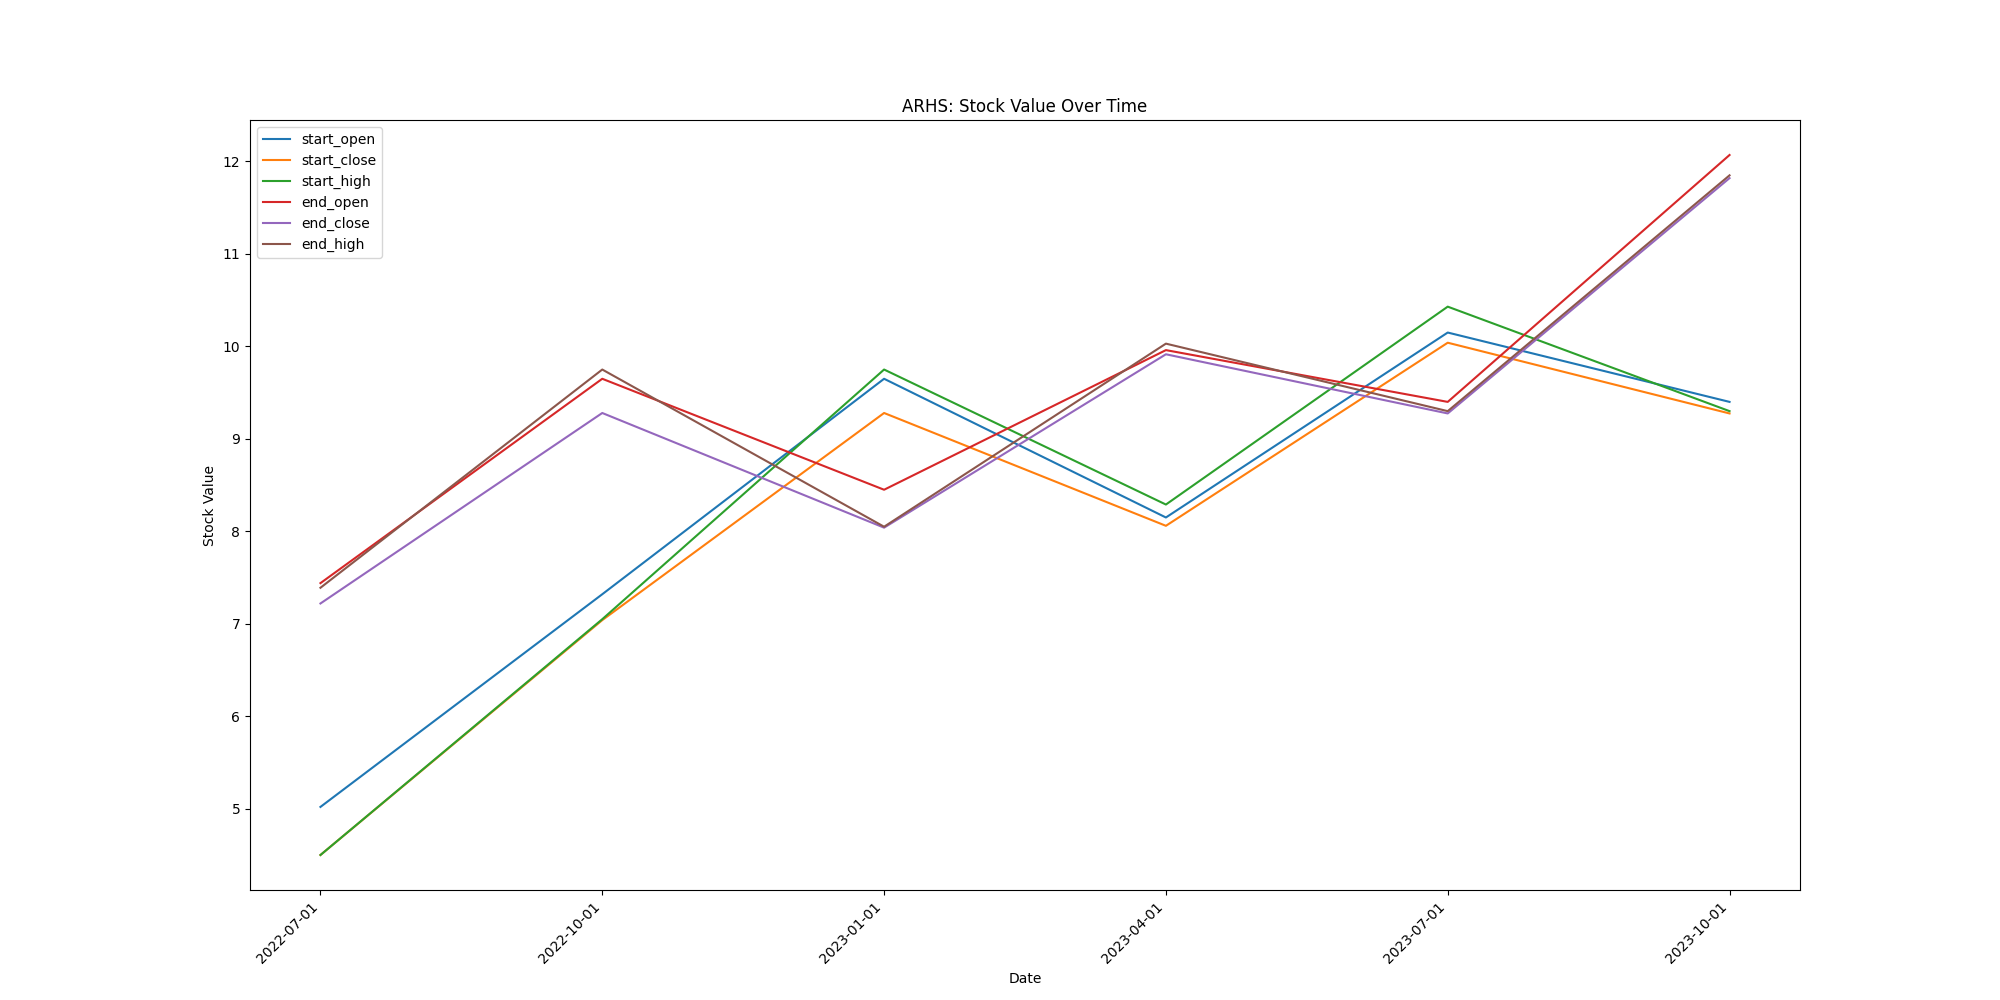 ARHS: Stock Value Over Time
start_open
start_close
start_high
end_open
end_close
end_high
12
11
10
9
8
7
6
5
Stock Value
2022-07-01
2022-10-01
2023-01-01
2023-04-01
2023-07-01
2023-10-01
Date